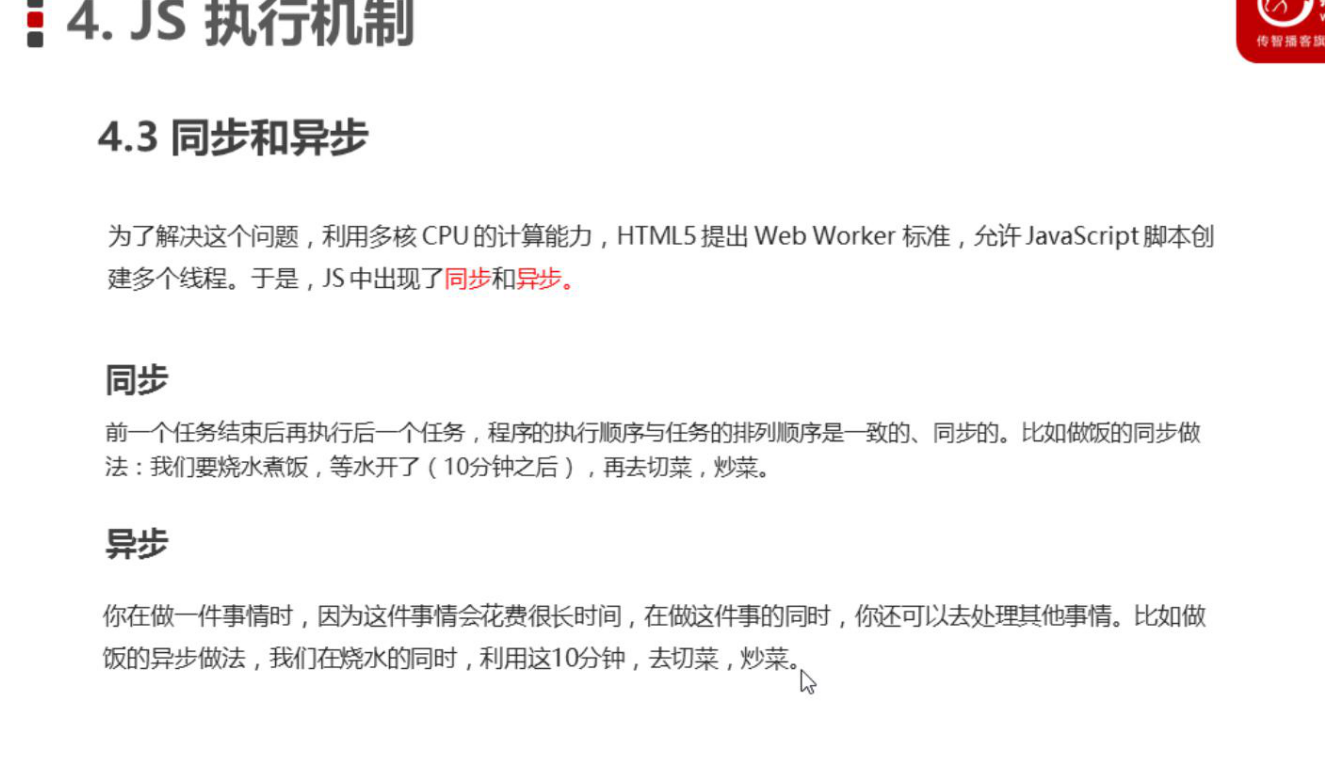 4. JS 执行机制
传智播客旗
4.3 同步和异步
为了解决这个问题，利用多核 CPU 的计算能力，HTML5 提出 Web Worker 标准，允许 JavaScript 脚本创
建多个线程。于是，JS 中出现了同步和异步。
同步
前一个任务结束后再执行后一个任务，程序的执行顺序与任务的排列顺序是一致的、同步的。比如做饭的同步做
法：我们要烧水煮饭，等水开了（10分钟之后），再去切菜，炒菜。
异步
你在做一件事情时，因为这件事情会花费很长时间，在做这件事的同时，你还可以去处理其他事情。比如做
饭的异步做法，我们在烧水的同时，利用这10分钟，去切菜，炒菜。